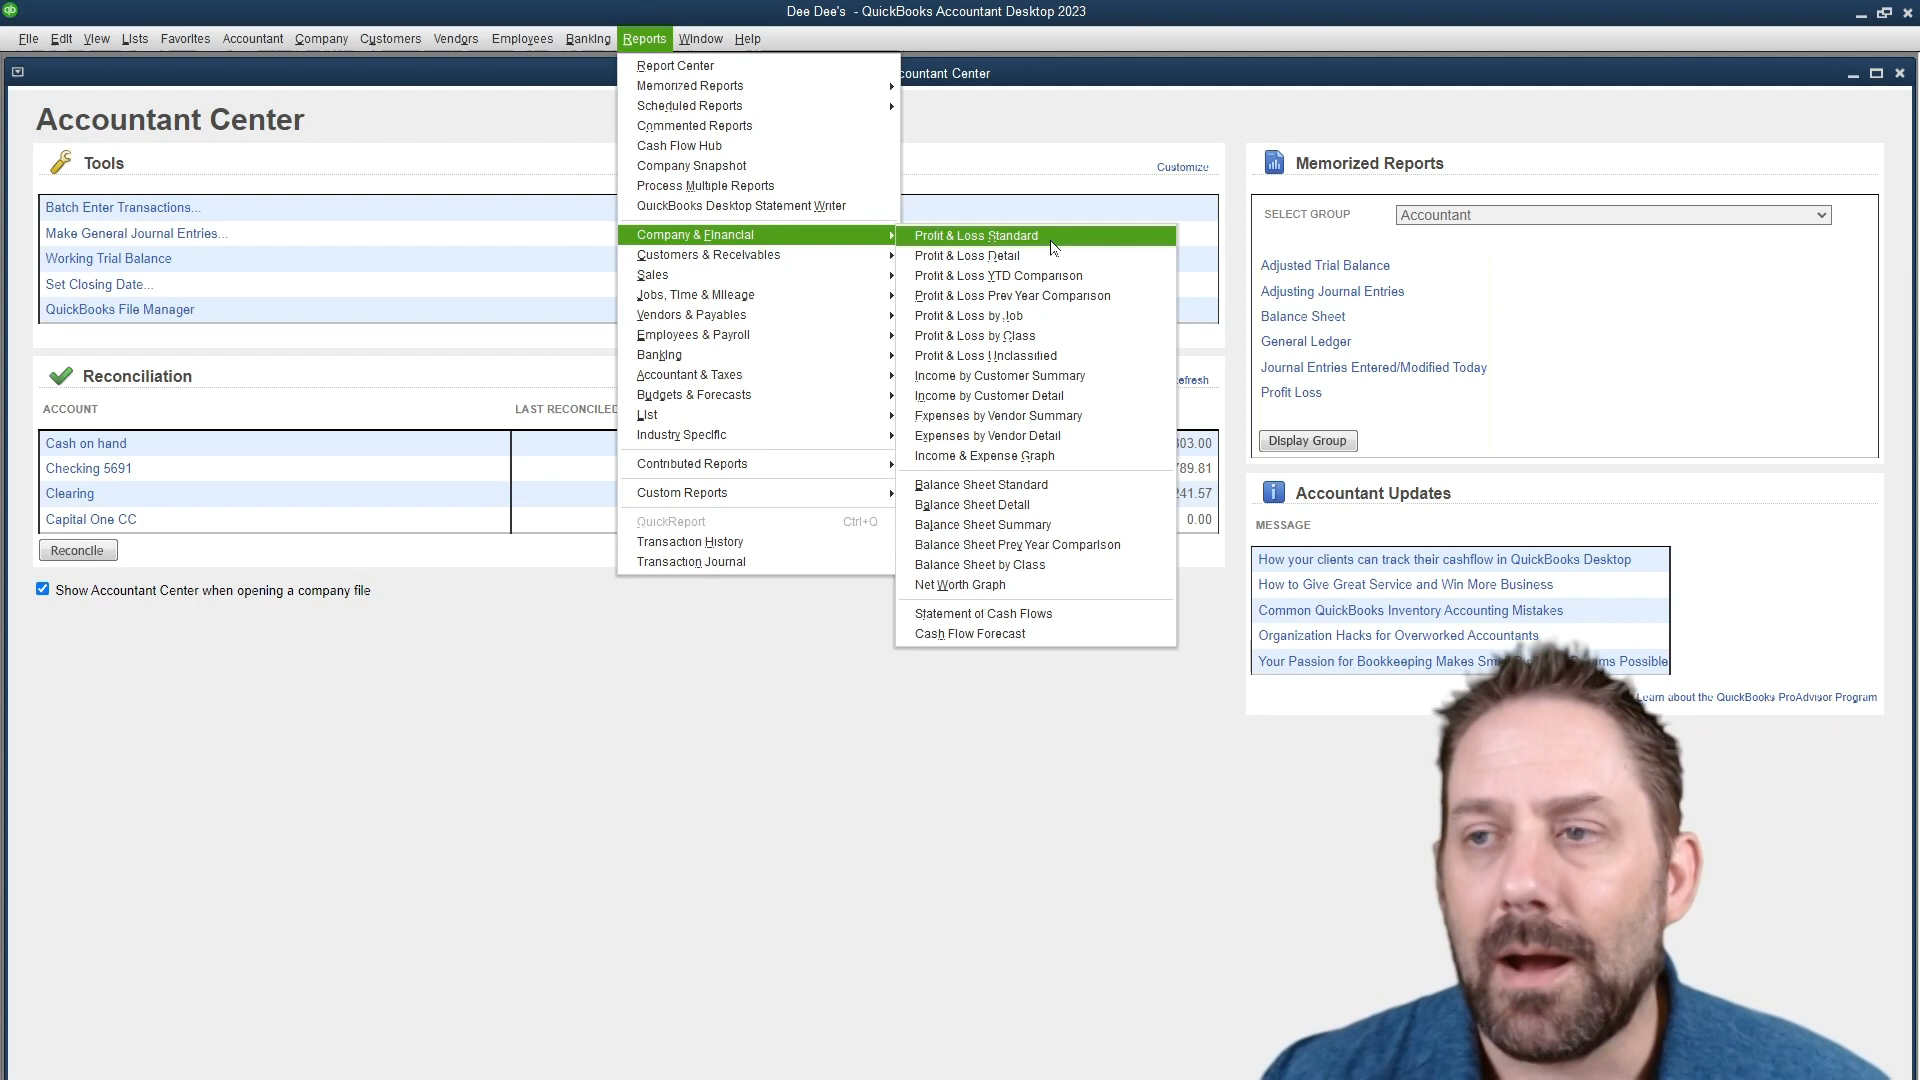 qb
Dee Dee's - QuickBooks Accountant Desktop 2023
File Edit View Lists Favorites Accountant Company Customers Vendors Employees Banking Reports Window Help
countant Center
Accountant Center
Tools
Customize
Batch Enter Transactions...
Make General Journal Entries...
Working Trial Balance
Set Closing Date...
QuickBooks File Manager
Reconciliation
efresh
ACCOUNT LAST RECONCILED
Cash on hand 303.00
Checking 5691 789.81
Clearing 241.57
Capital One CC 0.00
Reconcile
Show Accountant Center when opening a company file
Report Center
Memorized Reports
Scheduled Reports
Commented Reports
Cash Flow Hub
Company Snapshot
Process Multiple Reports
QuickBooks Desktop Statement Writer
Company & Financial
Customers & Receivables
Sales
Jobs, Time & Mileage
Vendors & Payables
Employees & Payroll
Banking
Accountant & Taxes
Budgets & Forecasts
List
Industry Specific
Contributed Reports
Custom Reports
QuickReport Ctrl+Q
Transaction History
Transaction Journal
Profit & Loss Standard
Profit & Loss Detail
Profit & Loss YTD Comparison
Profit & Loss Prev Year Comparison
Profit & Loss by Job
Profit & Loss by Class
Profit & Loss Unclassified
Income by Customer Summary
Income by Customer Detail
Expenses by Vendor Summary
Expenses by Vendor Detail
Income & Expense Graph
Balance Sheet Standard
Balance Sheet Detail
Balance Sheet Summary
Balance Sheet Prev Year Comparison
Balance Sheet by Class
Net Worth Graph
Statement of Cash Flows
Cash Flow Forecast
Memorized Reports
SELECT GROUP Accountant
Adjusted Trial Balance
Adjusting Journal Entries
Balance Sheet
General Ledger
Journal Entries Entered/Modified Today
Profit Loss
Display Group
Accountant Updates
MESSAGE
How your clients can track their cashflow in QuickBooks Desktop
How to Give Great Service and Win More Business
Common QuickBooks Inventory Accounting Mistakes
Organization Hacks for Overworked Accountants
Your Passion for Bookkeeping Makes Possible
Learn about the QuickBooks ProAdvisor Program